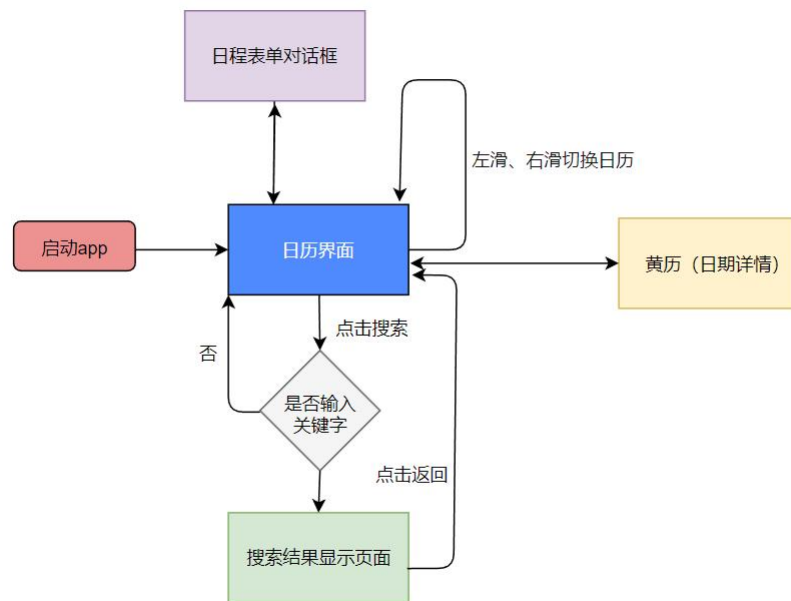 日程表单对话框
左滑、右滑切换日历
启动app
日历界面
黄历（日期详情）
点击搜索
否
是否输入
关键字
点击返回
搜索结果显示页面